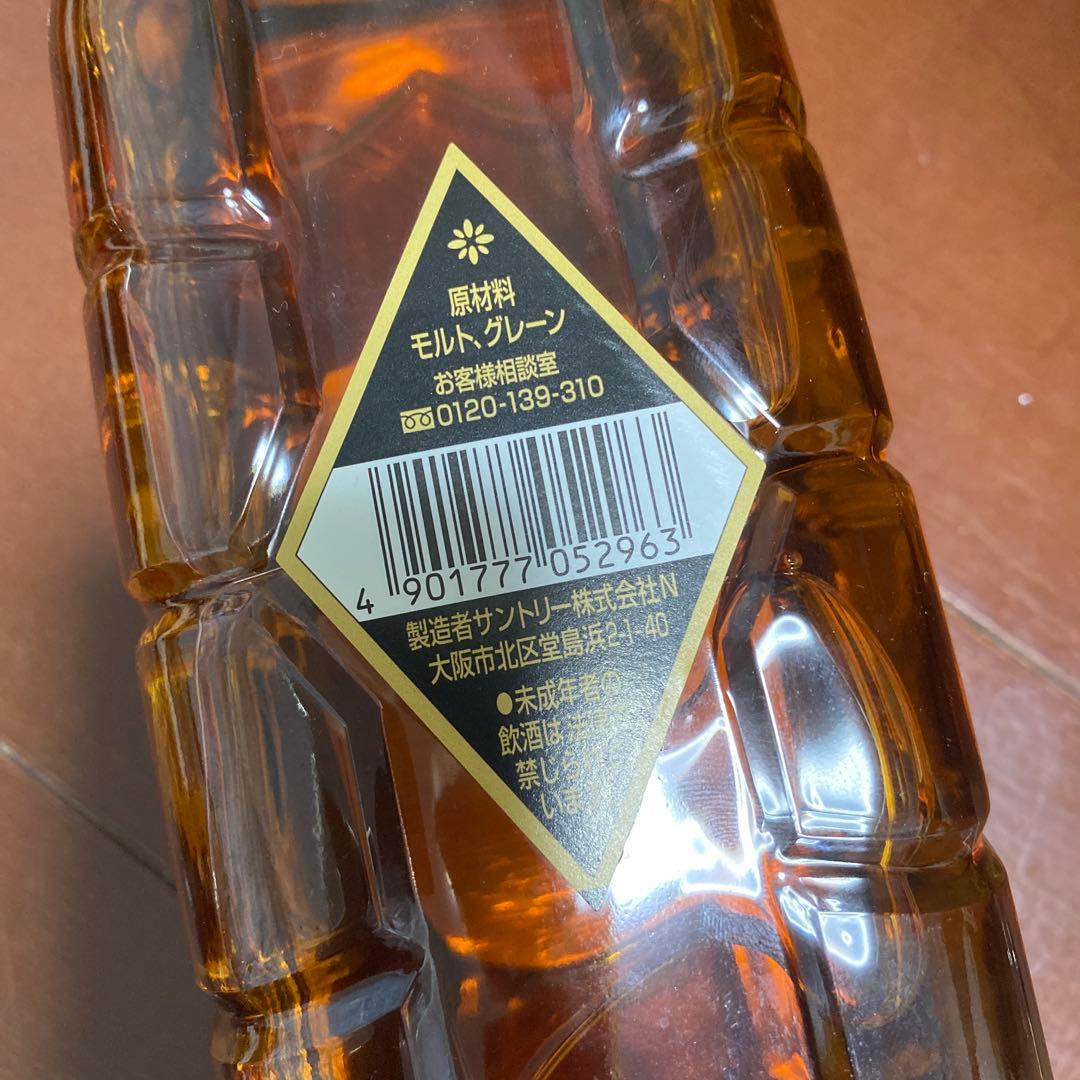 原材料
モルト、グレーン
お客様相談室
0120-139-310
4 901777 052963
製造者サントリー株式会社N
大阪市北区堂島浜2-1-40
●未成年者の
飲酒は
禁じ